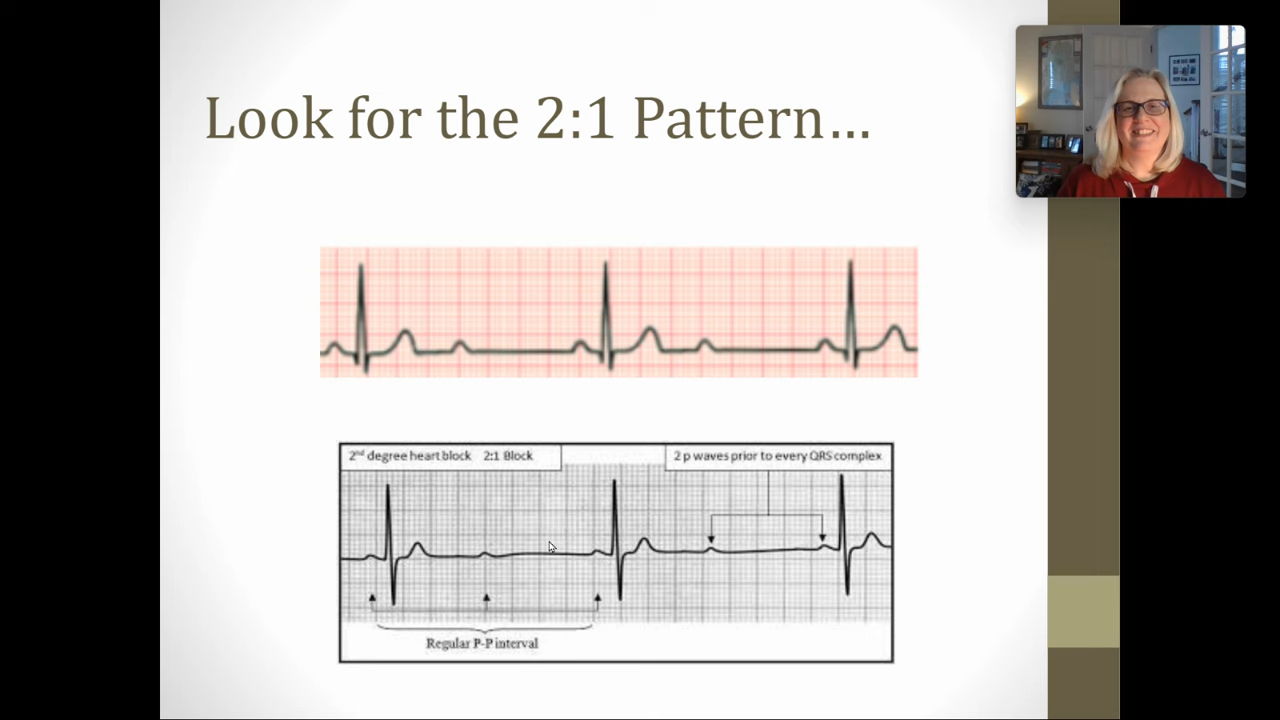 Look for the 2:1 Pattern...
2nd degree heart block 2:1 Block
2 p waves prior to every QRS complex
Regular P-P interval